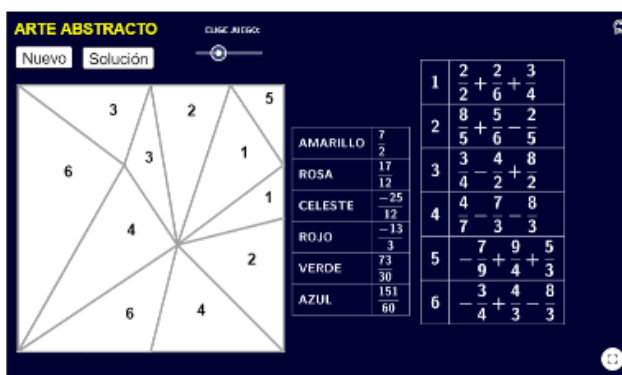 ARTE ABSTRACTO
ELIGE JUEGO:
Nuevo Solución
3 2 5
6 3 1
1
4 2
6 4
AMARILLO 7/2
ROSA 17/12
CELESTE -25/12
ROJO -13/3
VERDE 73/30
AZUL 151/60
1 2/2 + 2/6 + 3/4
2 8/5 + 5/6 - 2/5
3 3/4 - 4/2 + 8/2
4 4/7 - 7/3 - 8/3
5 -7/9 + 9/4 + 5/3
6 -3/4 + 4/3 - 8/3